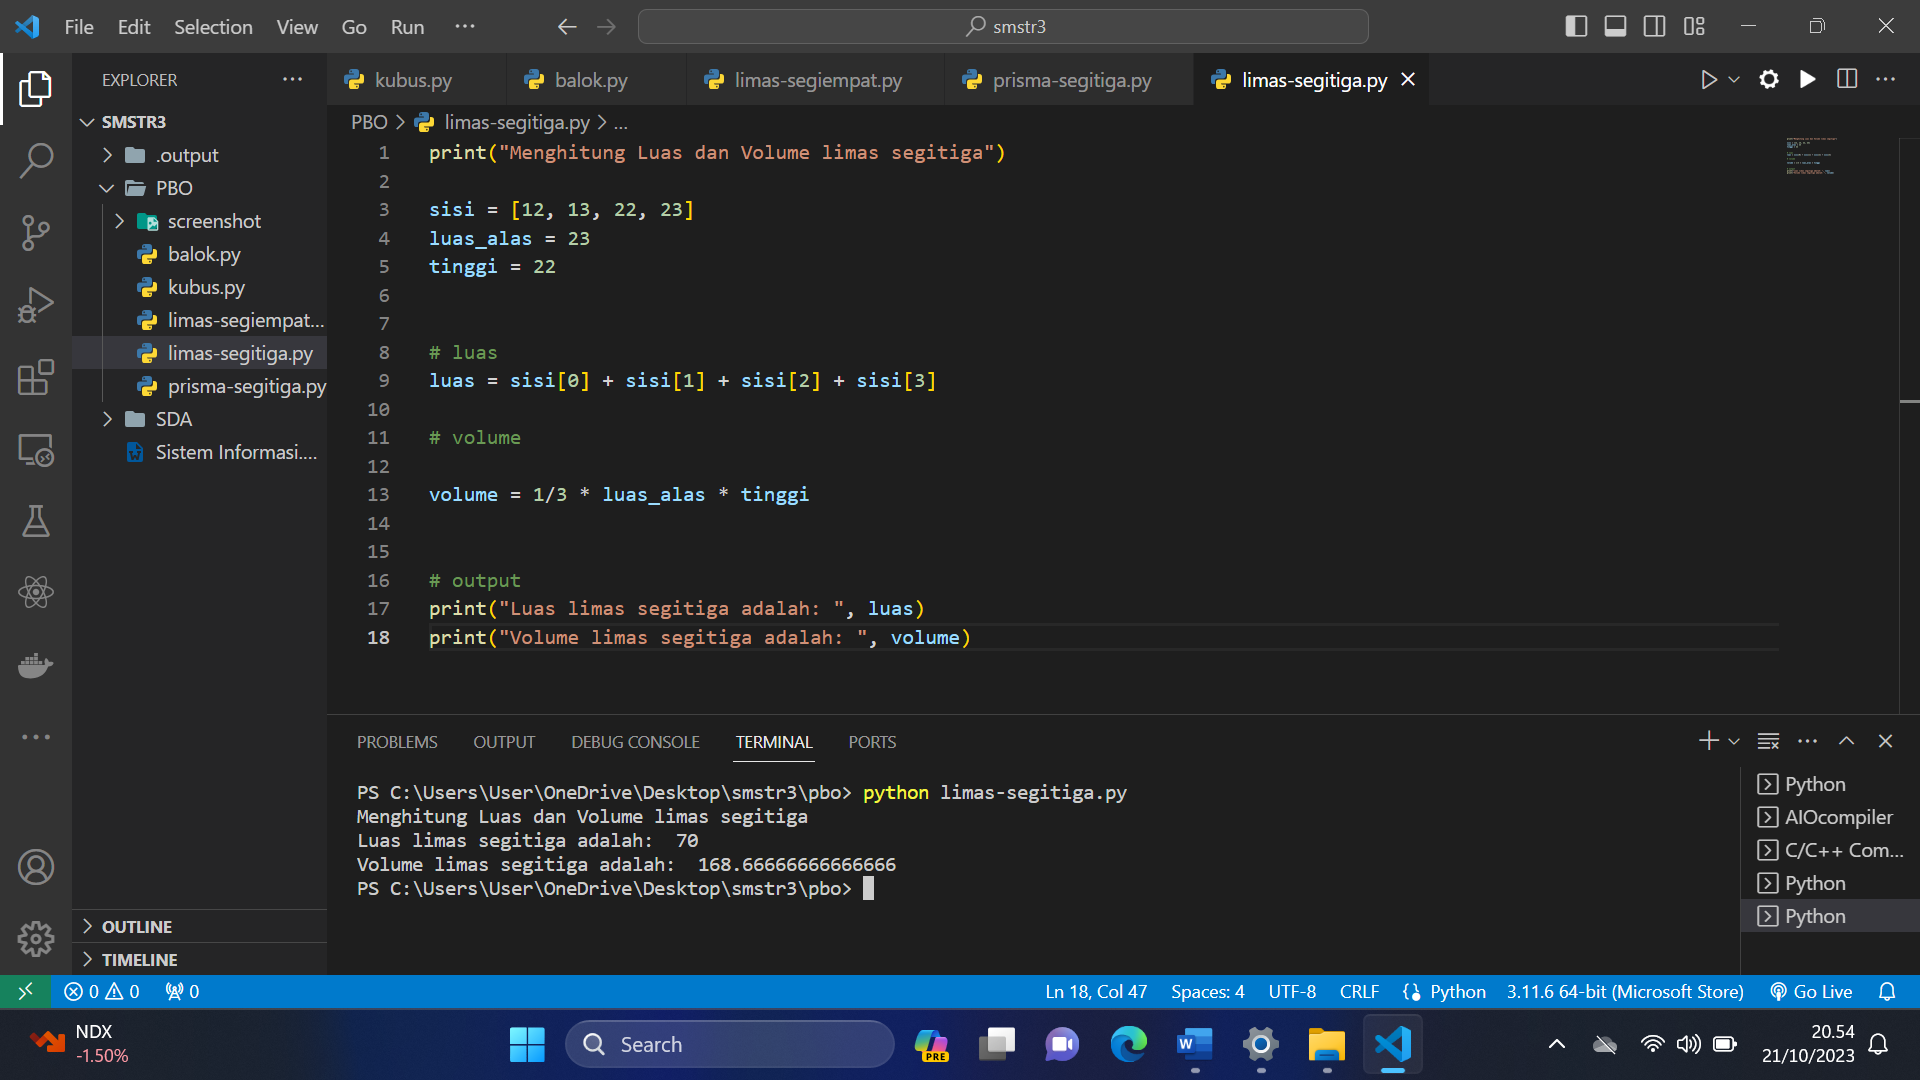 File Edit Selection View Go Run ...
smstr3
EXPLORER ...
kubus.py balok.py limas-segiempat.py prisma-segitiga.py limas-segitiga.py
SMSTR3
.output
PBO
screenshot
balok.py
kubus.py
limas-segiempat...
limas-segitiga.py
prisma-segitiga.py
SDA
Sistem Informasi....
OUTLINE
TIMELINE
PBO > limas-segitiga.py > ...
1 print("Menghitung Luas dan Volume limas segitiga")
2
3 sisi = [12, 13, 22, 23]
4 luas_alas = 23
5 tinggi = 22
6
7
8 # luas
9 luas = sisi[0] + sisi[1] + sisi[2] + sisi[3]
10
11 # volume
12
13 volume = 1/3 * luas_alas * tinggi
14
15
16 # output
17 print("Luas limas segitiga adalah: ", luas)
18 print("Volume limas segitiga adalah: ", volume)
PROBLEMS OUTPUT DEBUG CONSOLE TERMINAL PORTS
PS C:\Users\User\OneDrive\Desktop\smstr3\pbo> python limas-segitiga.py
Menghitung Luas dan Volume limas segitiga
Luas limas segitiga adalah:  70
Volume limas segitiga adalah:  168.66666666666666
PS C:\Users\User\OneDrive\Desktop\smstr3\pbo>
Python
AIOcompiler
C/C++ Com...
Python
Python
0 0 0 Ln 18, Col 47 Spaces: 4 UTF-8 CRLF Python 3.11.6 64-bit (Microsoft Store) Go Live
NDX
-1.50%
Search
PRE
20.54
21/10/2023